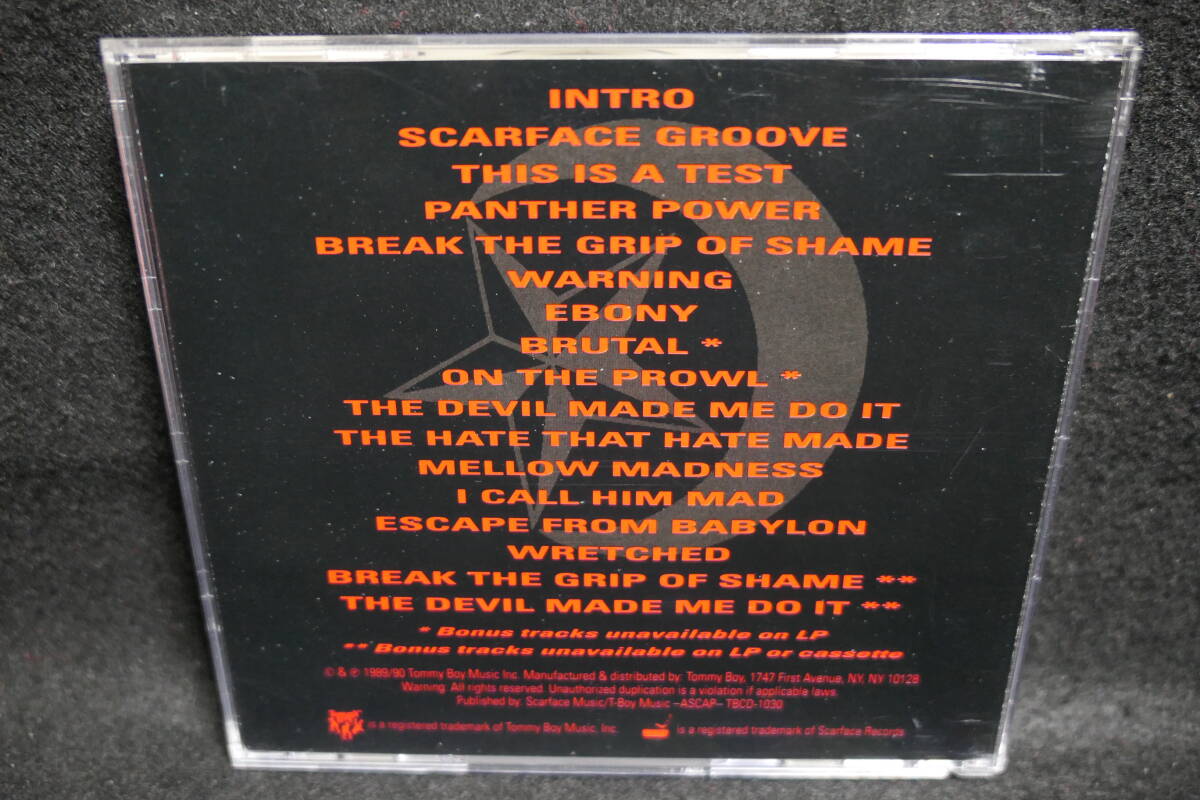 INTRO
SCARFACE GROOVE
THIS IS A TEST
PANTHER POWER
BREAK THE GRIP OF SHAME
WARNING
EBONY
BRUTAL *
ON THE PROWL *
THE DEVIL MADE ME DO IT
THE HATE THAT HATE MADE
MELLOW MADNESS
I CALL HIM MAD
ESCAPE FROM BABYLON
WRETCHED
BREAK THE GRIP OF SHAME **
THE DEVIL MADE ME DO IT **
* Bonus tracks unavailable on LP
** Bonus tracks unavailable on LP or cassette
© & ℗ 1989/90 Tommy Boy Music Inc. Manufactured & distributed by: Tommy Boy, 1747 First Avenue, NY, NY 10128
Warning: All rights reserved. Unauthorized duplication is a violation if applicable laws.
Published by: Scarface Music/T-Boy Music –ASCAP– TBCD-1030
is a registered trademark of Tommy Boy Music, Inc.
is a registered trademark of Scarface Records